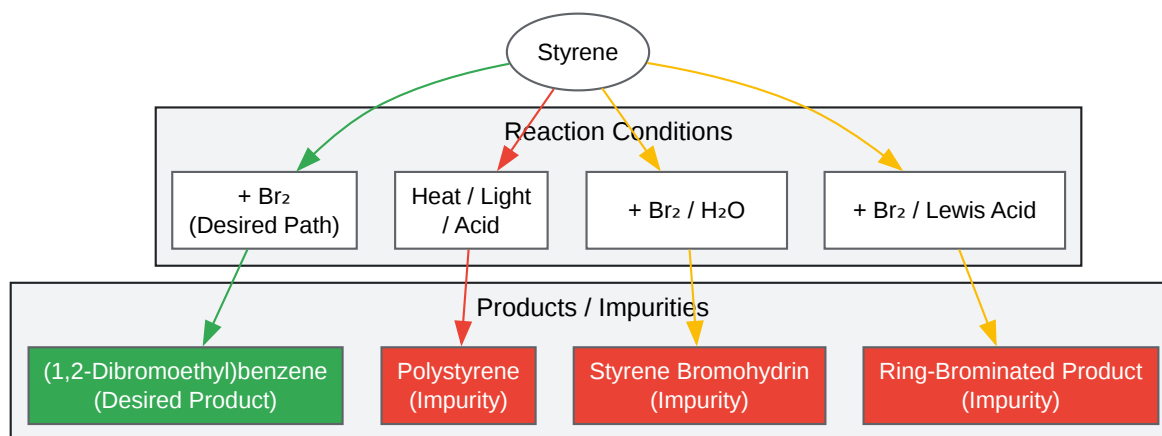 Styrene
Reaction Conditions
+ Br₂
(Desired Path)
Heat / Light
/ Acid
+ Br₂ / H₂O
+ Br₂ / Lewis Acid
Products / Impurities
(1,2-Dibromoethyl)benzene
(Desired Product)
Polystyrene
(Impurity)
Styrene Bromohydrin
(Impurity)
Ring-Brominated Product
(Impurity)